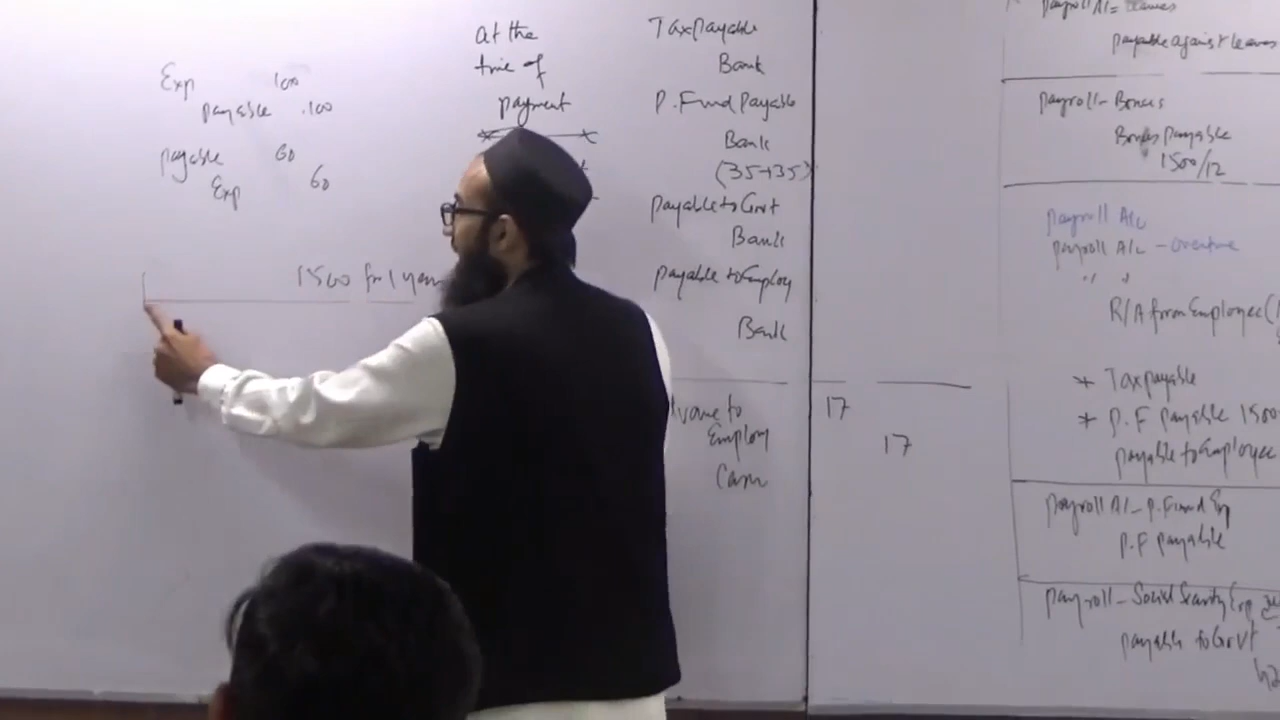 Exp 100
payable 100
payable 60
Exp 60
1500 for 1 year
at the
time of
payment
Tax payable
Bank
P. Fund payable
Bank
(35+35)
payable to Govt
Bank
payable to Employ
Bank
Employ
Cash
17
17
payroll A/c - leaves
payable against leaves
payroll - Bonus
Bonus payable
1500/12
payroll A/c
payroll A/c - overtime
" "
R/A from Employee (
* Tax payable
* P.F payable 1500
payable to Employee
payroll A/c - P. Fund Exp
P.F payable
payroll - Social Security Exp
payable to Govt